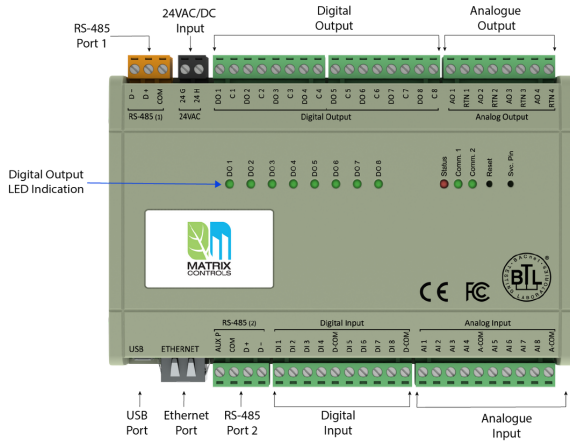 24VAC/DC
Input
Digital
Output
Analogue
Output
RS-485
Port 1
D -
D +
COM
24 G
24 H
DO 1
C 1
DO 2
C 2
DO 3
C 3
DO 4
C 4
DO 5
C 5
DO 6
C 6
DO 7
C 7
DO 8
C 8
AO 1
RTN 1
AO 2
RTN 2
AO 3
RTN 3
AO 4
RTN 4
RS-485 (1)
24VAC
Digital Output
Analog Output
Digital Output
LED Indication
DO 1
DO 2
DO 3
DO 4
DO 5
DO 6
DO 7
DO 8
Status
Comm. 1
Comm. 2
Reset
Svc. Pin
MATRIX
CONTROLS
CE FC
BACnet TESTING LABORATORIES
BTL
RS-485 (2)
Digital Input
Analog Input
USB
ETHERNET
AUX P
COM
D +
D -
DI 1
DI 2
DI 3
DI 4
D-COM
DI 5
DI 6
DI 7
DI 8
D-COM
AI 1
AI 2
AI 3
AI 4
A-COM
AI 5
AI 6
AI 7
AI 8
A-COM
USB
Port
Ethernet
Port
RS-485
Port 2
Digital
Input
Analogue
Input